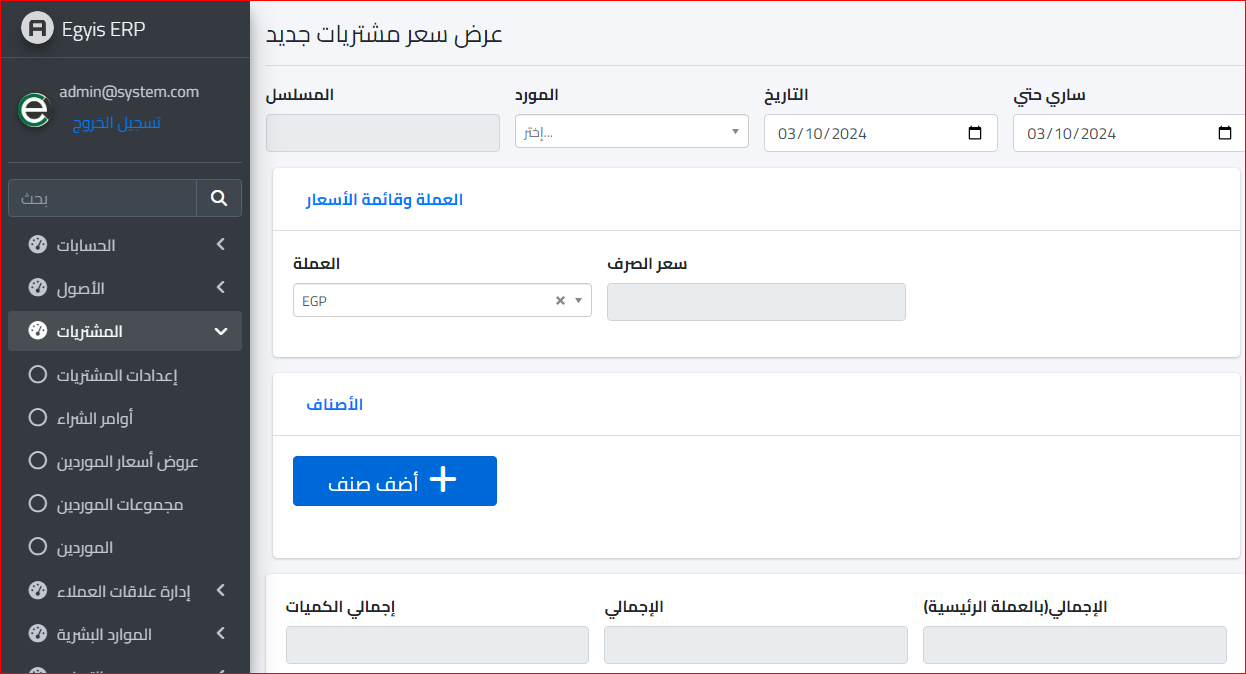 Egyis ERP
admin@system.com
تسجيل الخروج
بحث
الحسابات
الأصول
المشتريات
إعدادات المشتريات
أوامر الشراء
عروض أسعار الموردين
مجموعات الموردين
الموردين
إدارة علاقات العملاء
الموارد البشرية
عرض سعر مشتريات جديد
المسلسل
المورد
التاريخ
ساري حتي
إختر...
03/10/2024
03/10/2024
العملة وقائمة الأسعار
العملة
سعر الصرف
EGP
الأصناف
أضف صنف
إجمالي الكميات
الإجمالي
الإجمالي(بالعملة الرئيسية)